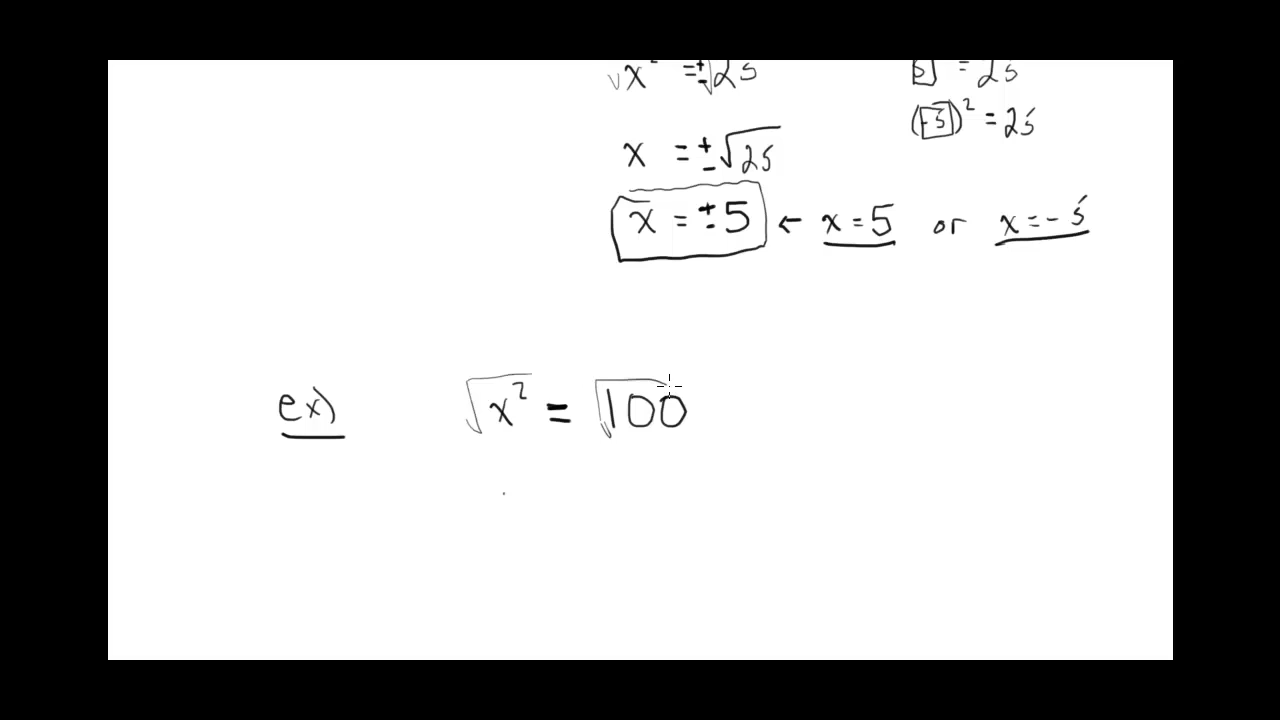 √x² = ±√25
5² = 25
(-5)² = 25
x = ±√25
x = ±5 ← x = 5 or x = -5
ex) √x² = √100